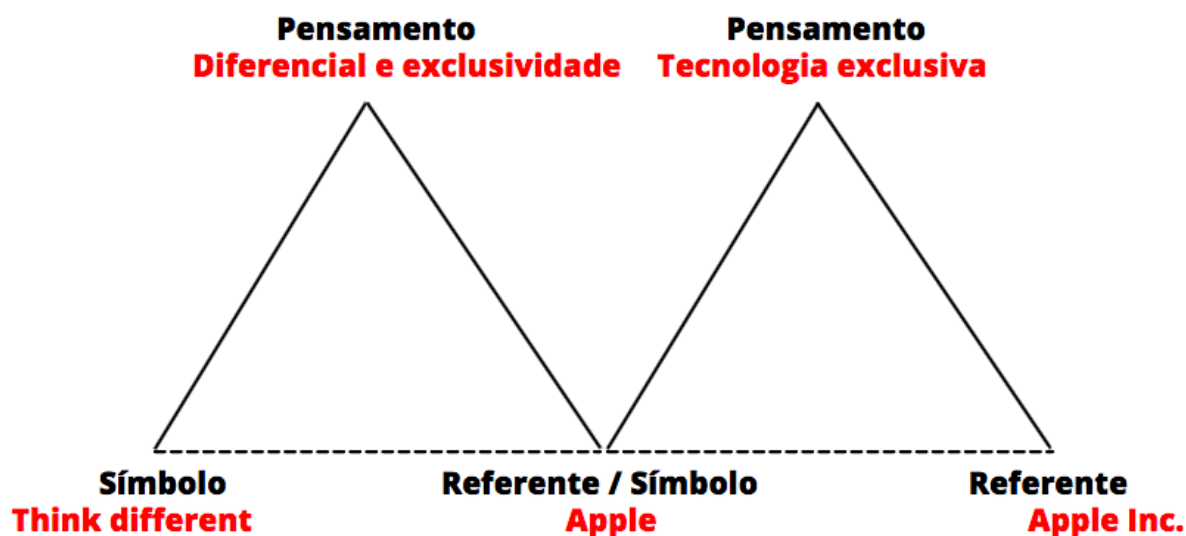 Pensamento
Diferencial e exclusividade
Pensamento
Tecnologia exclusiva
Símbolo
Think different
Referente / Símbolo
Apple
Referente
Apple Inc.